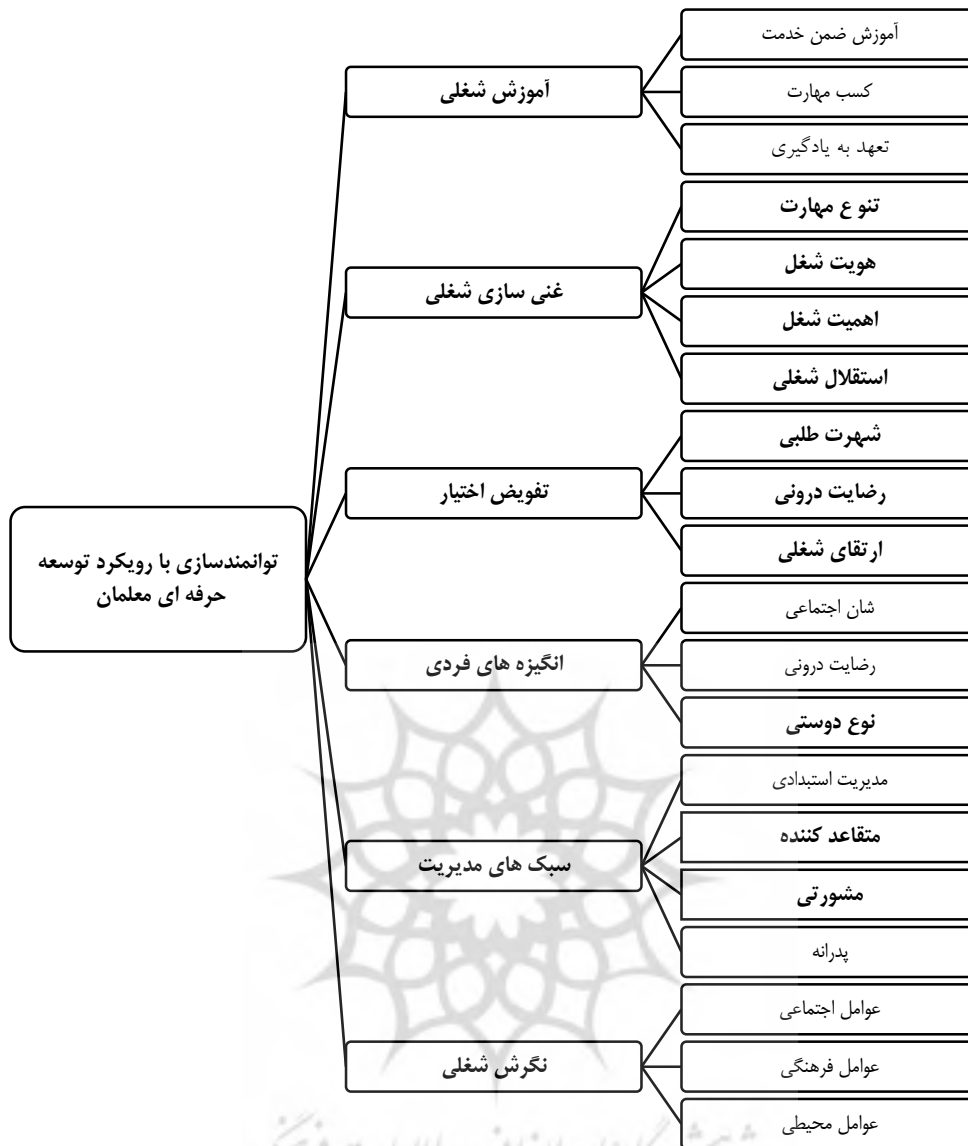 توانمندسازی با رویکرد توسعه
حرفه ای معلمان
آموزش شغلی
آموزش ضمن خدمت
کسب مهارت
تعهد به یادگیری
غنی سازی شغلی
تنو ع مهارت
هویت شغل
اهمیت شغل
استقلال شغلی
تفویض اختیار
شهرت طلبی
رضایت درونی
ارتقای شغلی
انگیزه های فردی
شان اجتماعی
رضایت درونی
نوع دوستی
سبک های مدیریت
مدیریت استبدادی
متقاعد کننده
مشورتی
پدرانه
نگرش شغلی
عوامل اجتماعی
عوامل فرهنگی
عوامل محیطی